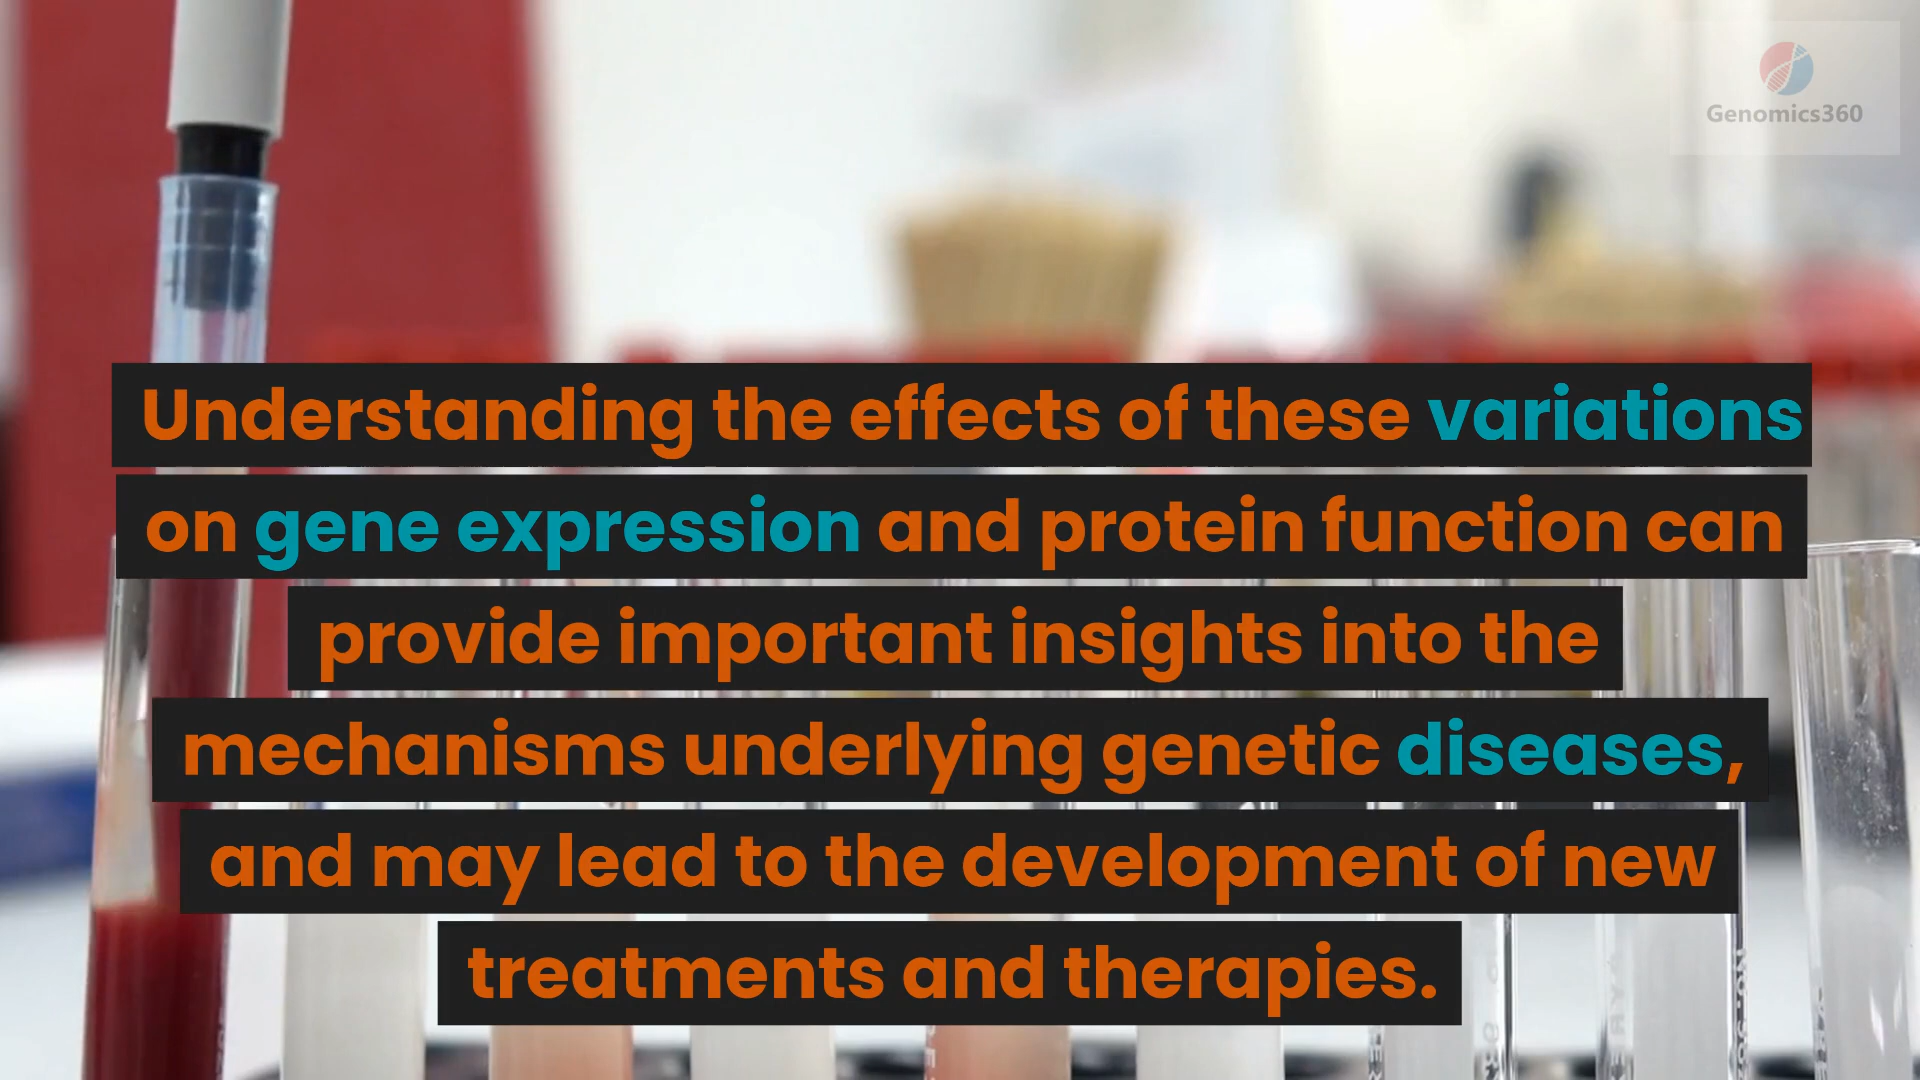 Genomics360
Understanding the effects of these variations
on gene expression and protein function can
provide important insights into the
mechanisms underlying genetic diseases,
and may lead to the development of new
treatments and therapies.